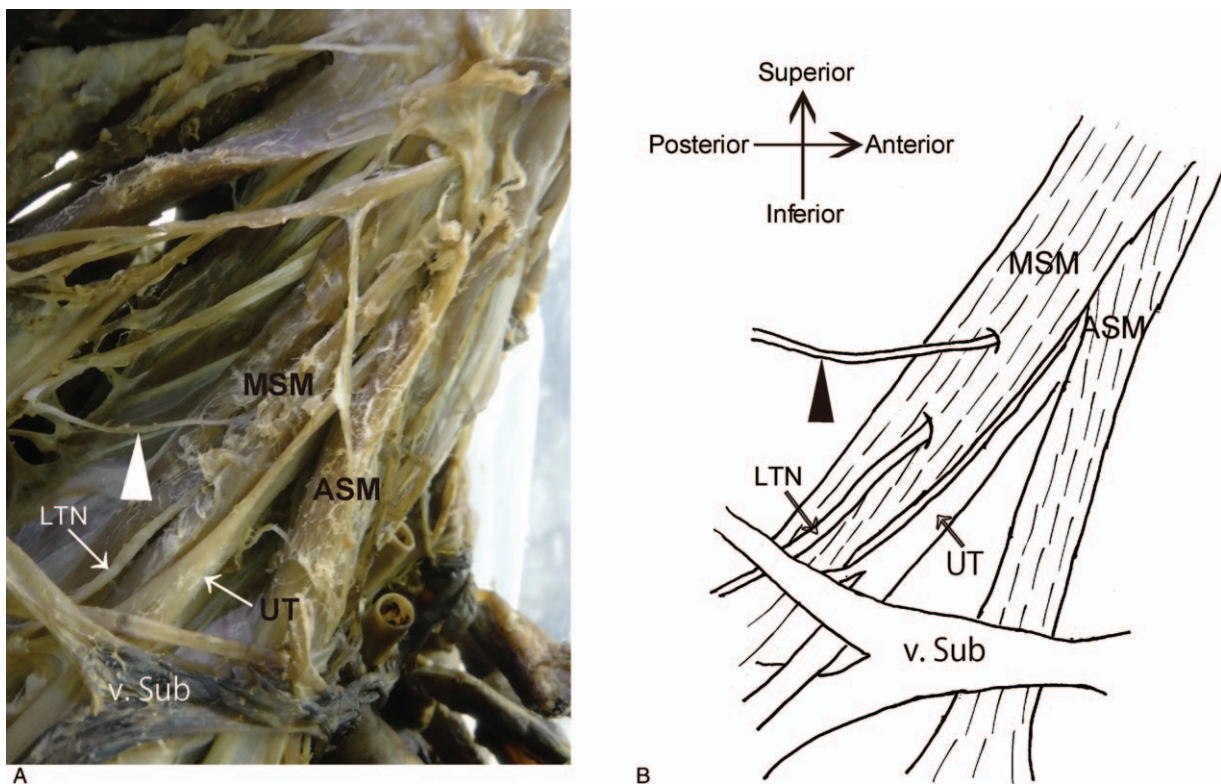 MSM
LTN
ASM
UT
v. Sub
A
Superior
Posterior
Anterior
Inferior
MSM
ASM
LTN
UT
v. Sub
B